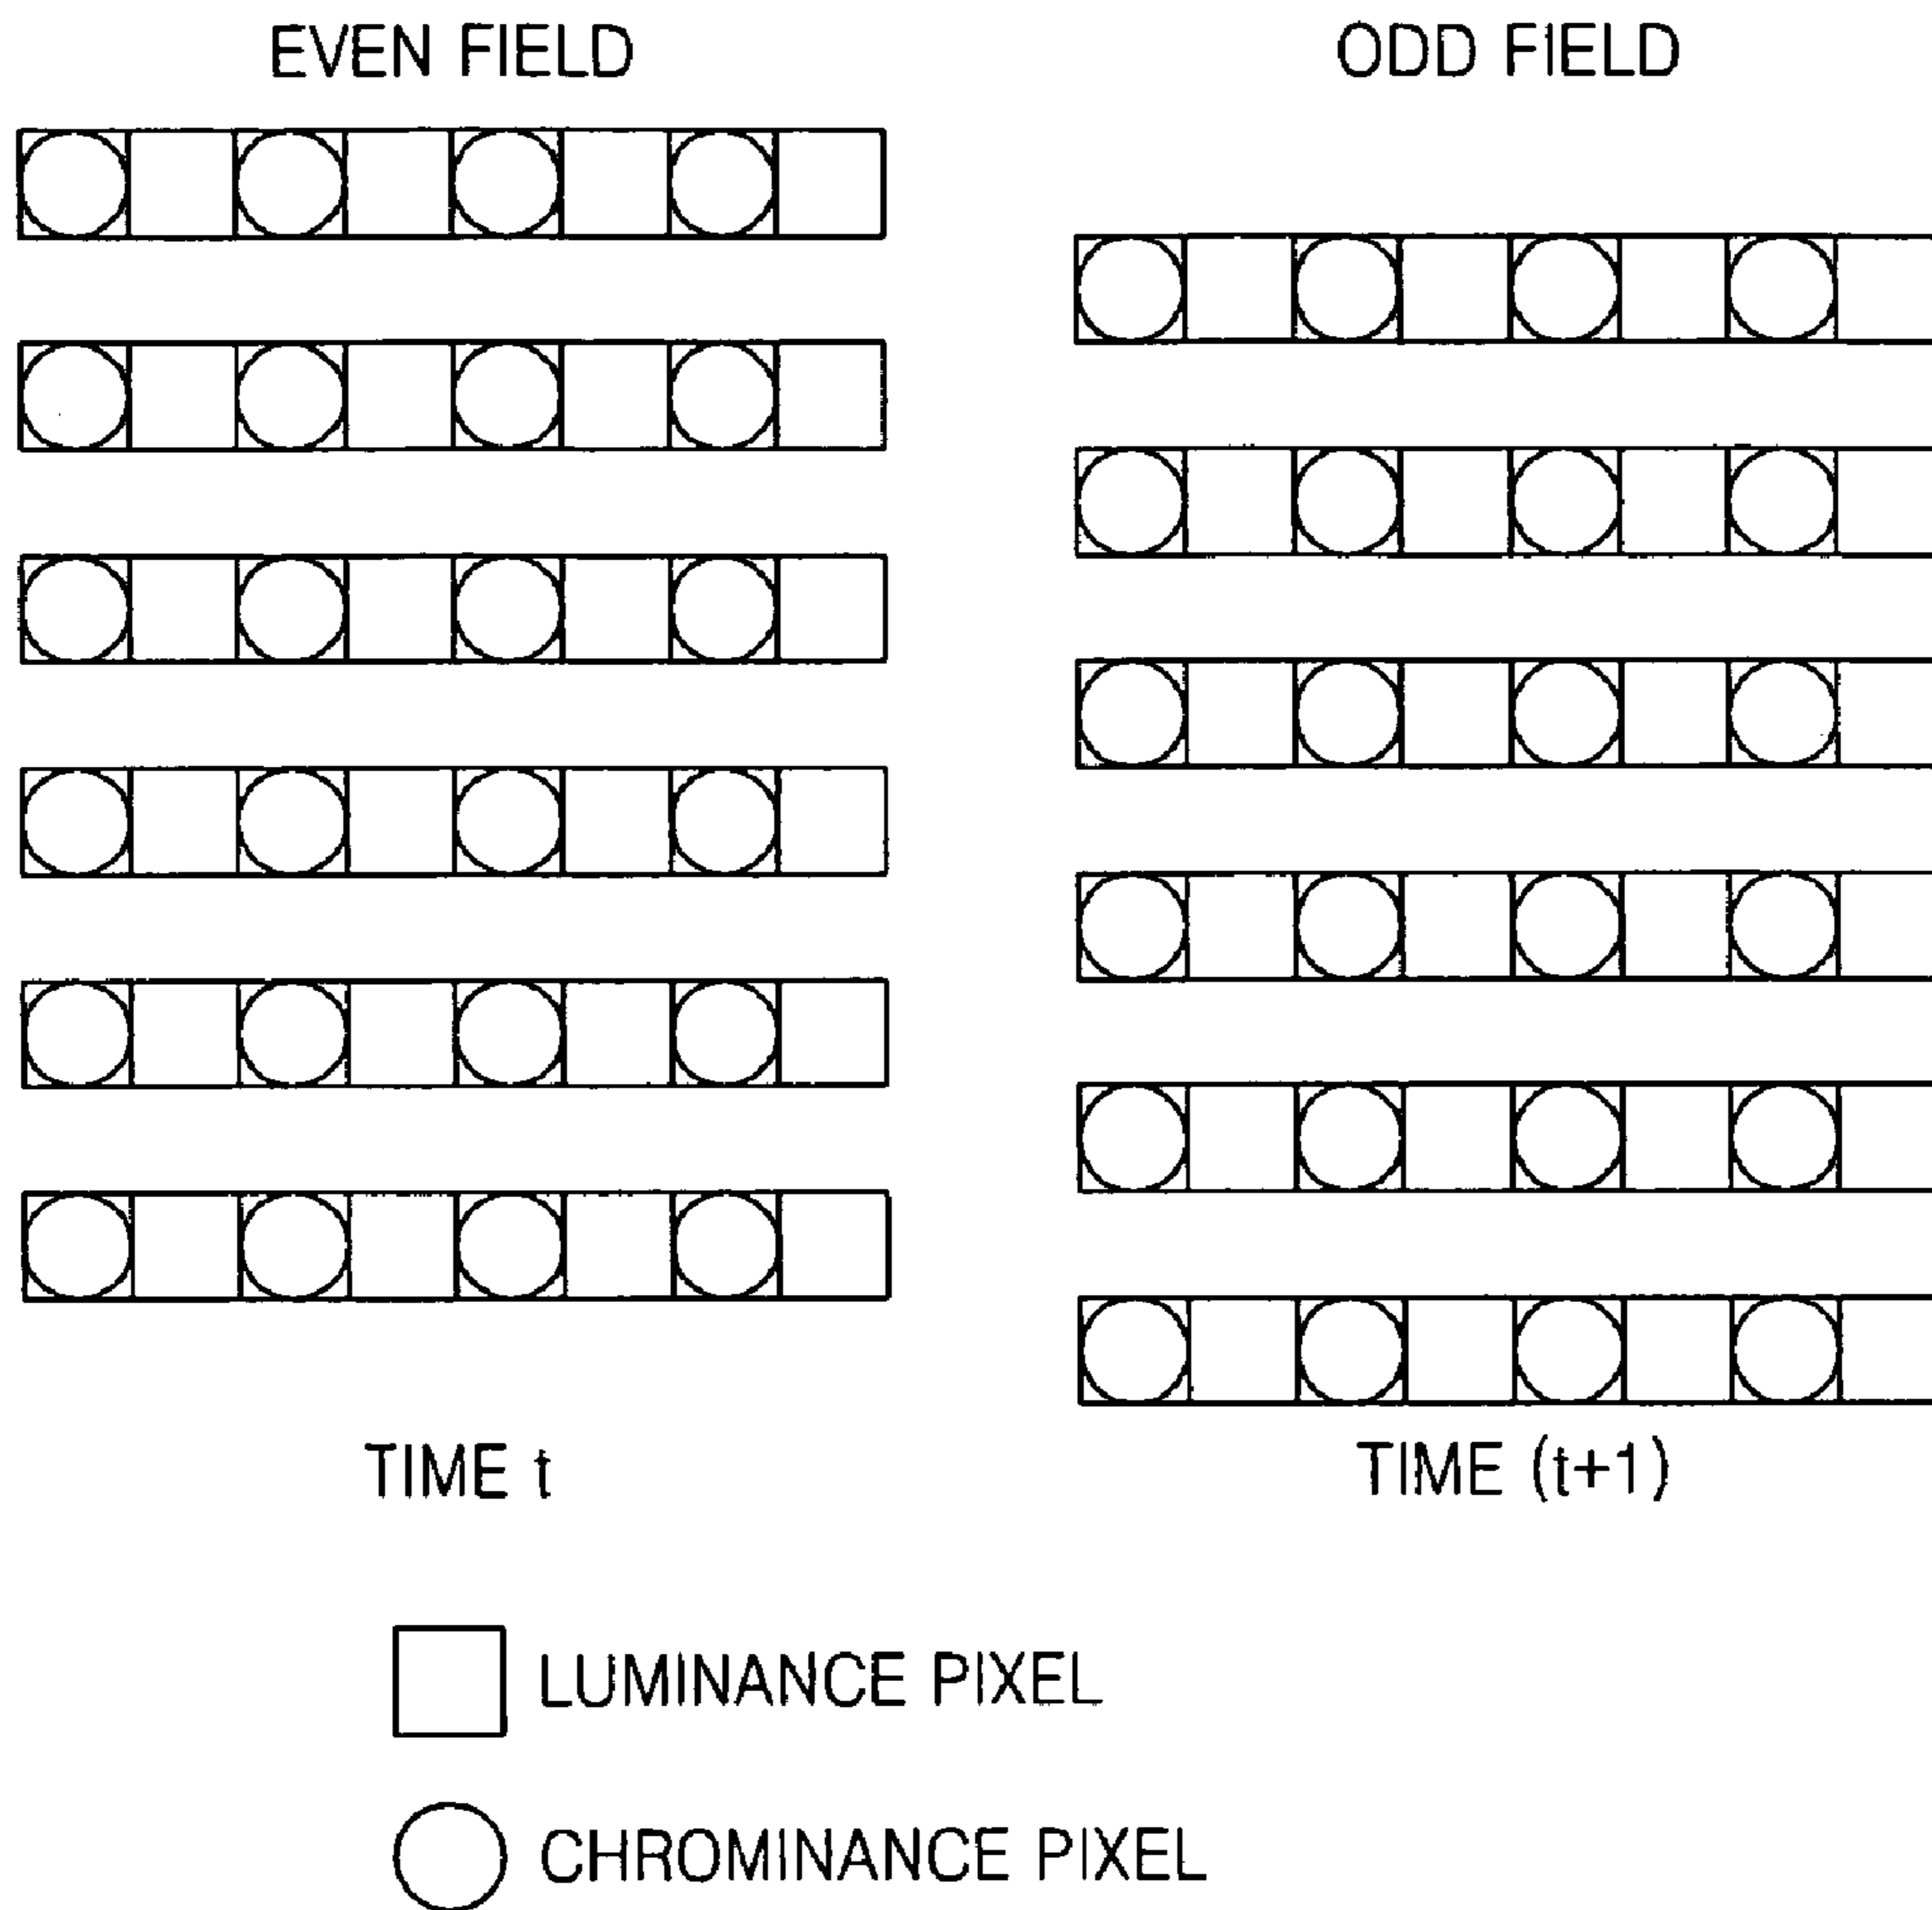 EVEN FIELD
ODD FIELD
TIME t
TIME (t+1)
LUMINANCE PIXEL
CHROMINANCE PIXEL